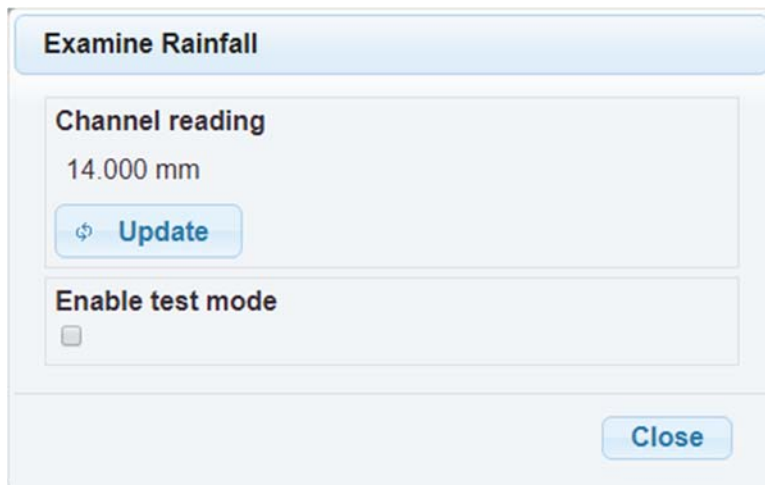 Examine Rainfall
Channel reading
14.000 mm
Update
Enable test mode
Close